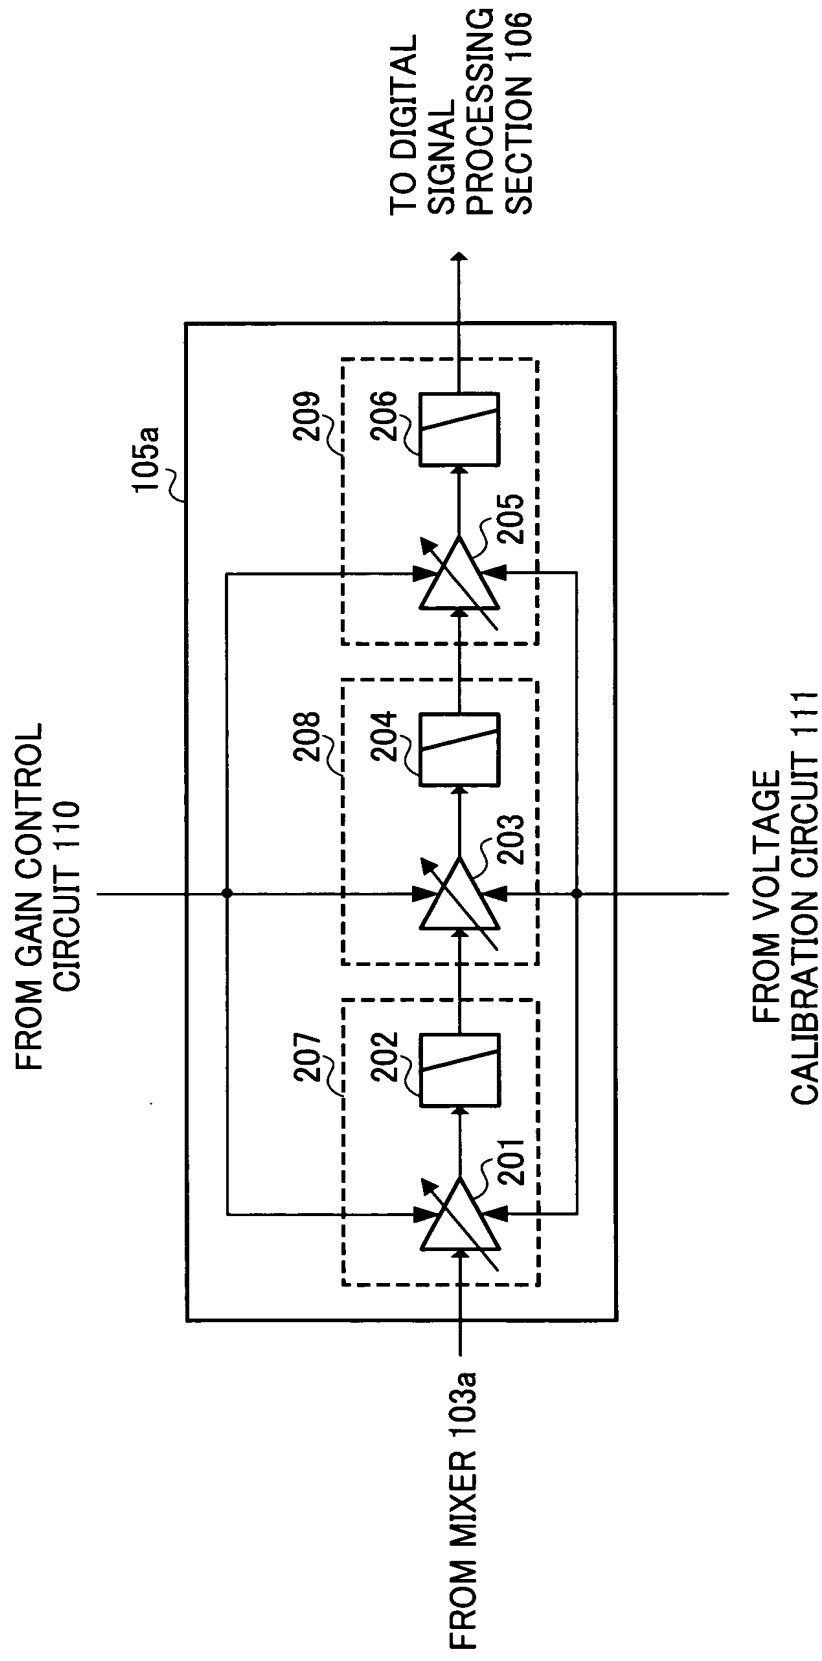 FROM GAIN CONTROL
CIRCUIT 110
105a
207
208
209
202
204
206
201
203
205
FROM MIXER 103a
TO DIGITAL
SIGNAL
PROCESSING
SECTION 106
FROM VOLTAGE
CALIBRATION CIRCUIT 111